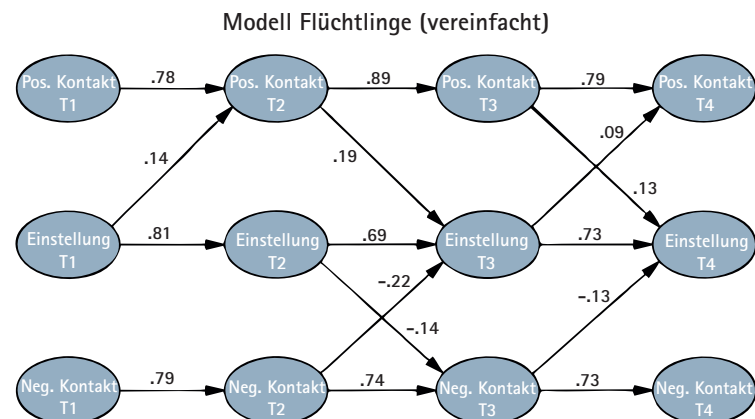 Modell Flüchtlinge (vereinfacht)
Pos. Kontakt
T1
.78
Pos. Kontakt
T2
.89
Pos. Kontakt
T3
.79
Pos. Kontakt
T4
.14
.19
.09
.13
Einstellung
T1
.81
Einstellung
T2
.69
Einstellung
T3
.73
Einstellung
T4
-.22
-.14
-.13
Neg. Kontakt
T1
.79
Neg. Kontakt
T2
.74
Neg. Kontakt
T3
.73
Neg. Kontakt
T4